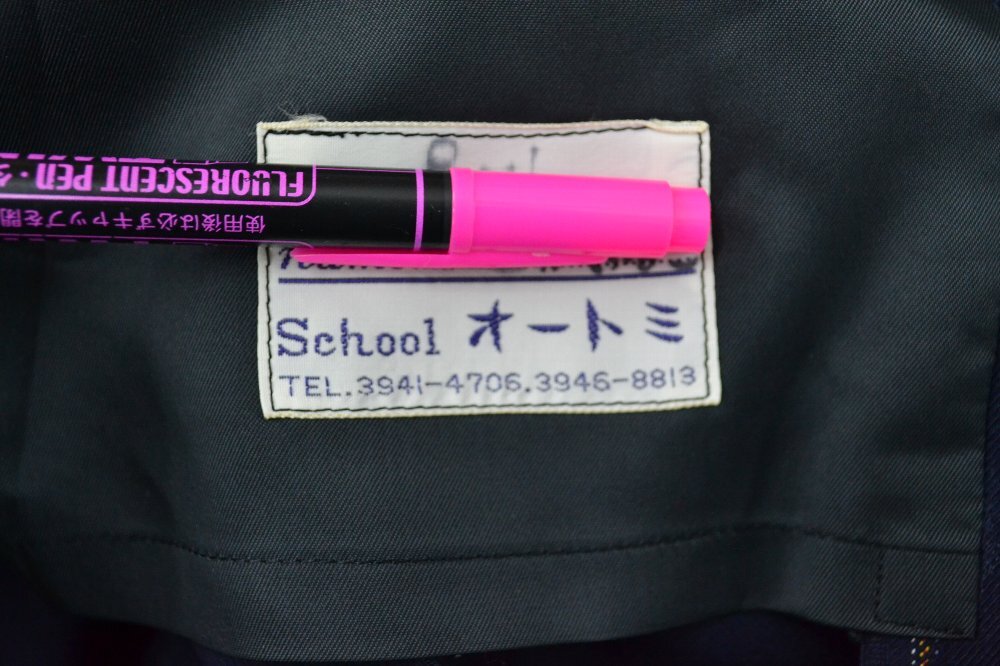 FLUORESCENT PEN・
使用後は必ずキャップを閉
School オートミ
TEL.3941-4706.3946-8813